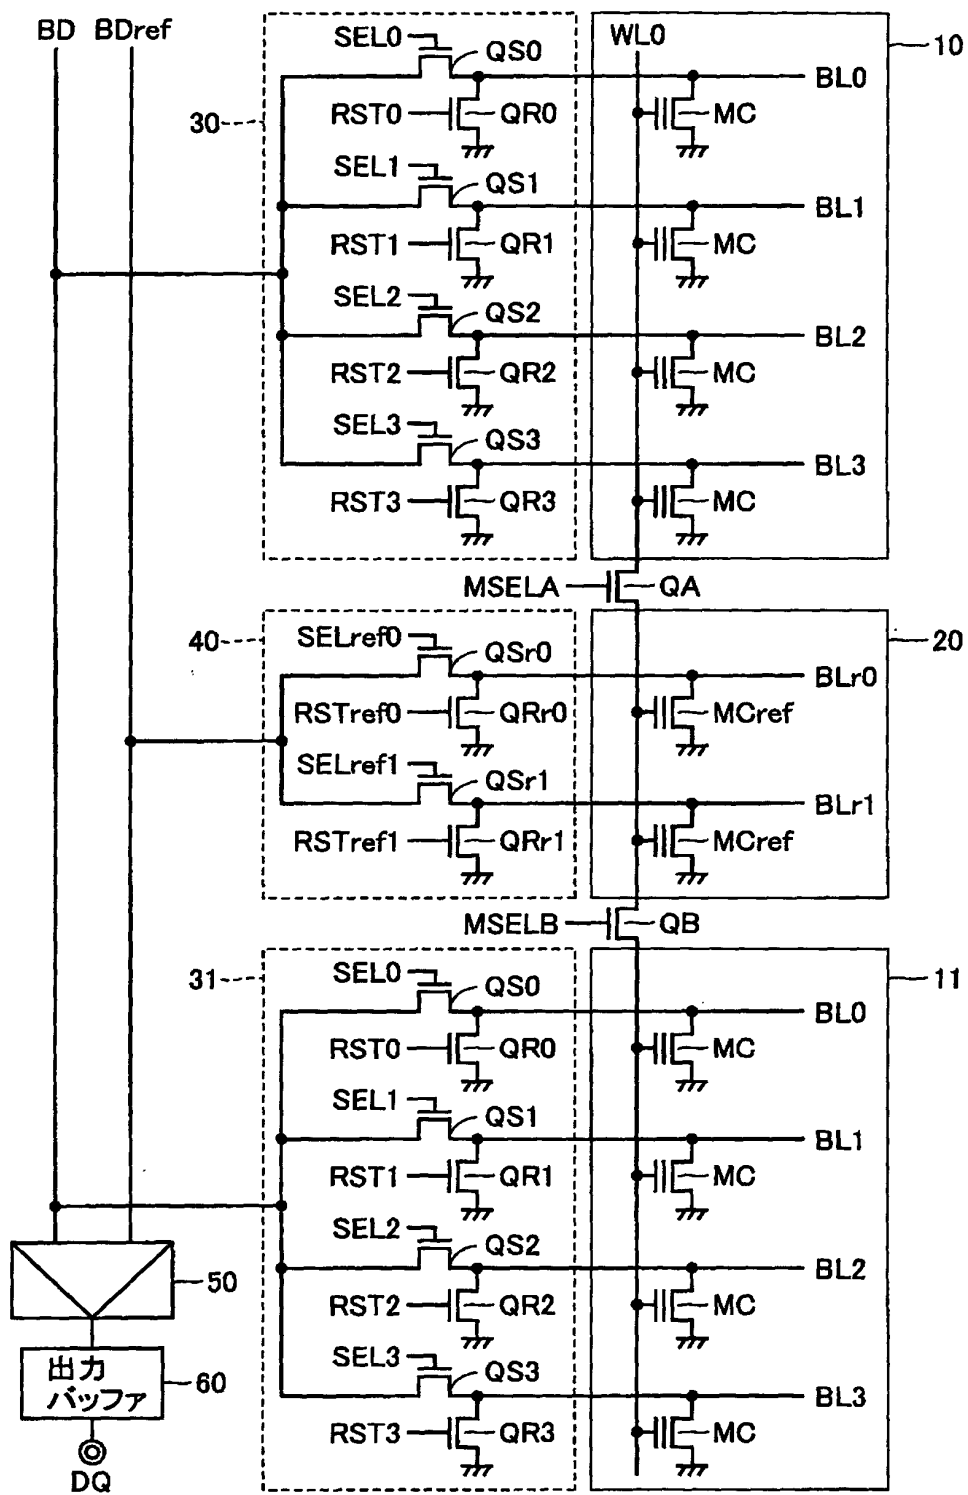 BD BDref
SEL0 QS0 WL0 10
BL0
30 RST0 QR0 MC
SEL1 QS1
BL1
RST1 QR1 MC
SEL2 QS2
BL2
RST2 QR2 MC
SEL3 QS3
BL3
RST3 QR3 MC
MSELA QA
40 SELref0 QSr0 20
BLr0
RSTref0 QRr0 MCref
SELref1 QSr1
BLr1
RSTref1 QRr1 MCref
MSELB QB
31 SEL0 QS0 11
BL0
RST0 QR0 MC
SEL1 QS1
BL1
RST1 QR1 MC
SEL2 QS2
BL2
50
RST2 QR2 MC
SEL3 QS3
出力
バッファ 60
BL3
RST3 QR3 MC
DQ